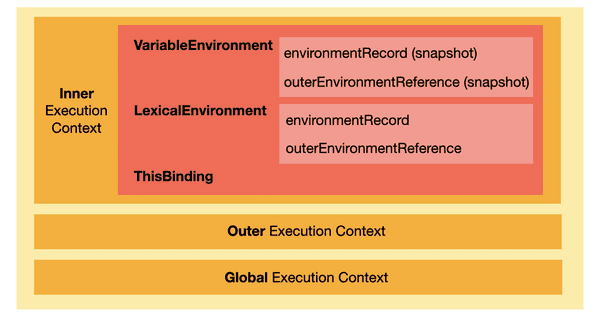 VariableEnvironment
environmentRecord (snapshot)
outerEnvironmentReference (snapshot)
Inner
Execution
Context
LexicalEnvironment
environmentRecord
outerEnvironmentReference
ThisBinding
Outer Execution Context
Global Execution Context